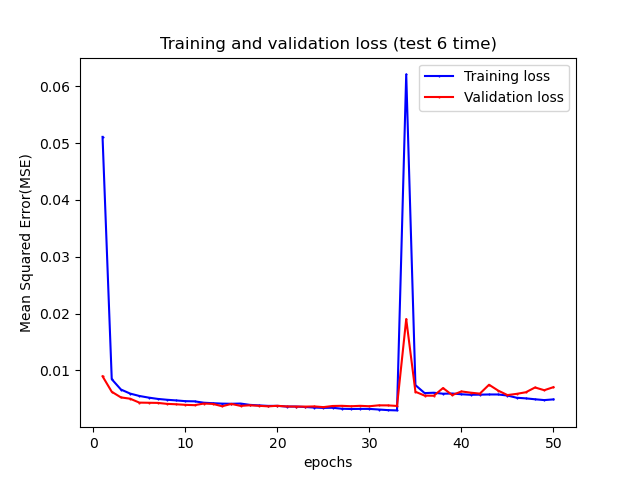 Training and validation loss (test 6 time)
Training loss
Validation loss
Mean Squared Error(MSE)
0.06
0.05
0.04
0.03
0.02
0.01
0 10 20 30 40 50
epochs